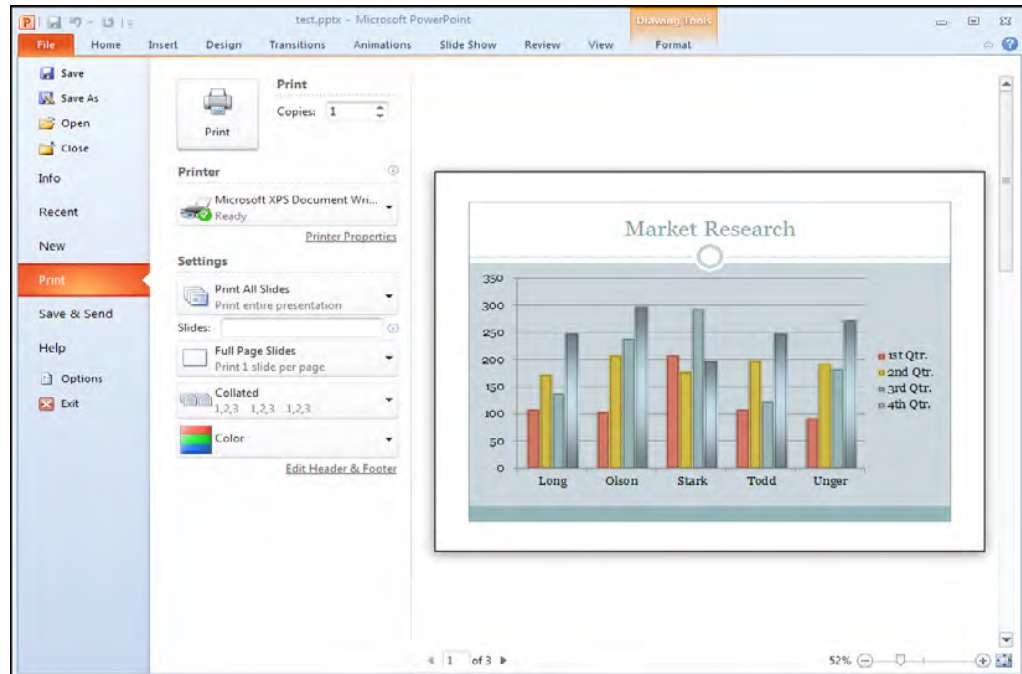 test.pptx - Microsoft PowerPoint
Drawing Tools
File Home Insert Design Transitions Animations Slide Show Review View Format
Save
Save As
Open
Close
Info
Recent
New
Print
Save & Send
Help
Options
Exit
Print
Print
Copies: 1
Printer
Microsoft XPS Document Wri...
Ready
Printer Properties
Settings
Print All Slides
Print entire presentation
Slides:
Full Page Slides
Print 1 slide per page
Collated
1,2,3 1,2,3 1,2,3
Color
Edit Header & Footer
Market Research
350
300
250
200
150
100
50
0
Long Olson Stark Todd Unger
1st Qtr.
2nd Qtr.
3rd Qtr.
4th Qtr.
1 of 3
52%